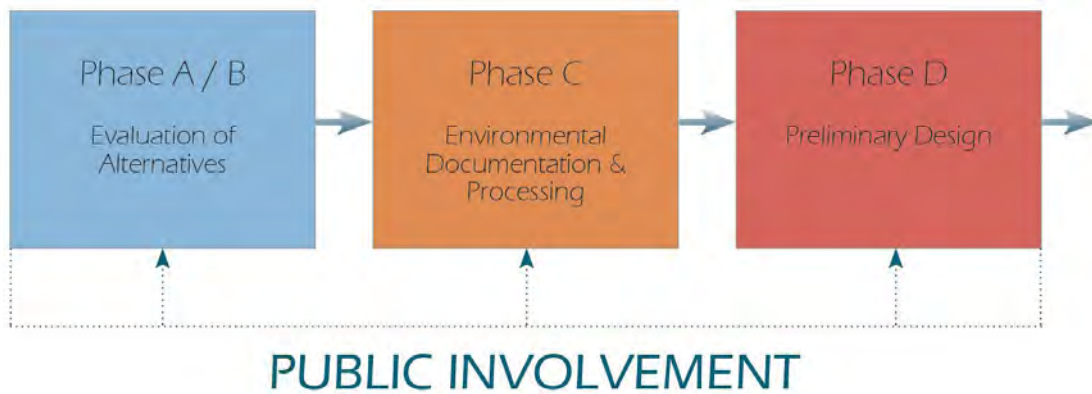 Phase A / B
Evaluation of
Alternatives
Phase C
Environmental
Documentation &
Processing
Phase D
Preliminary Design
PUBLIC INVOLVEMENT